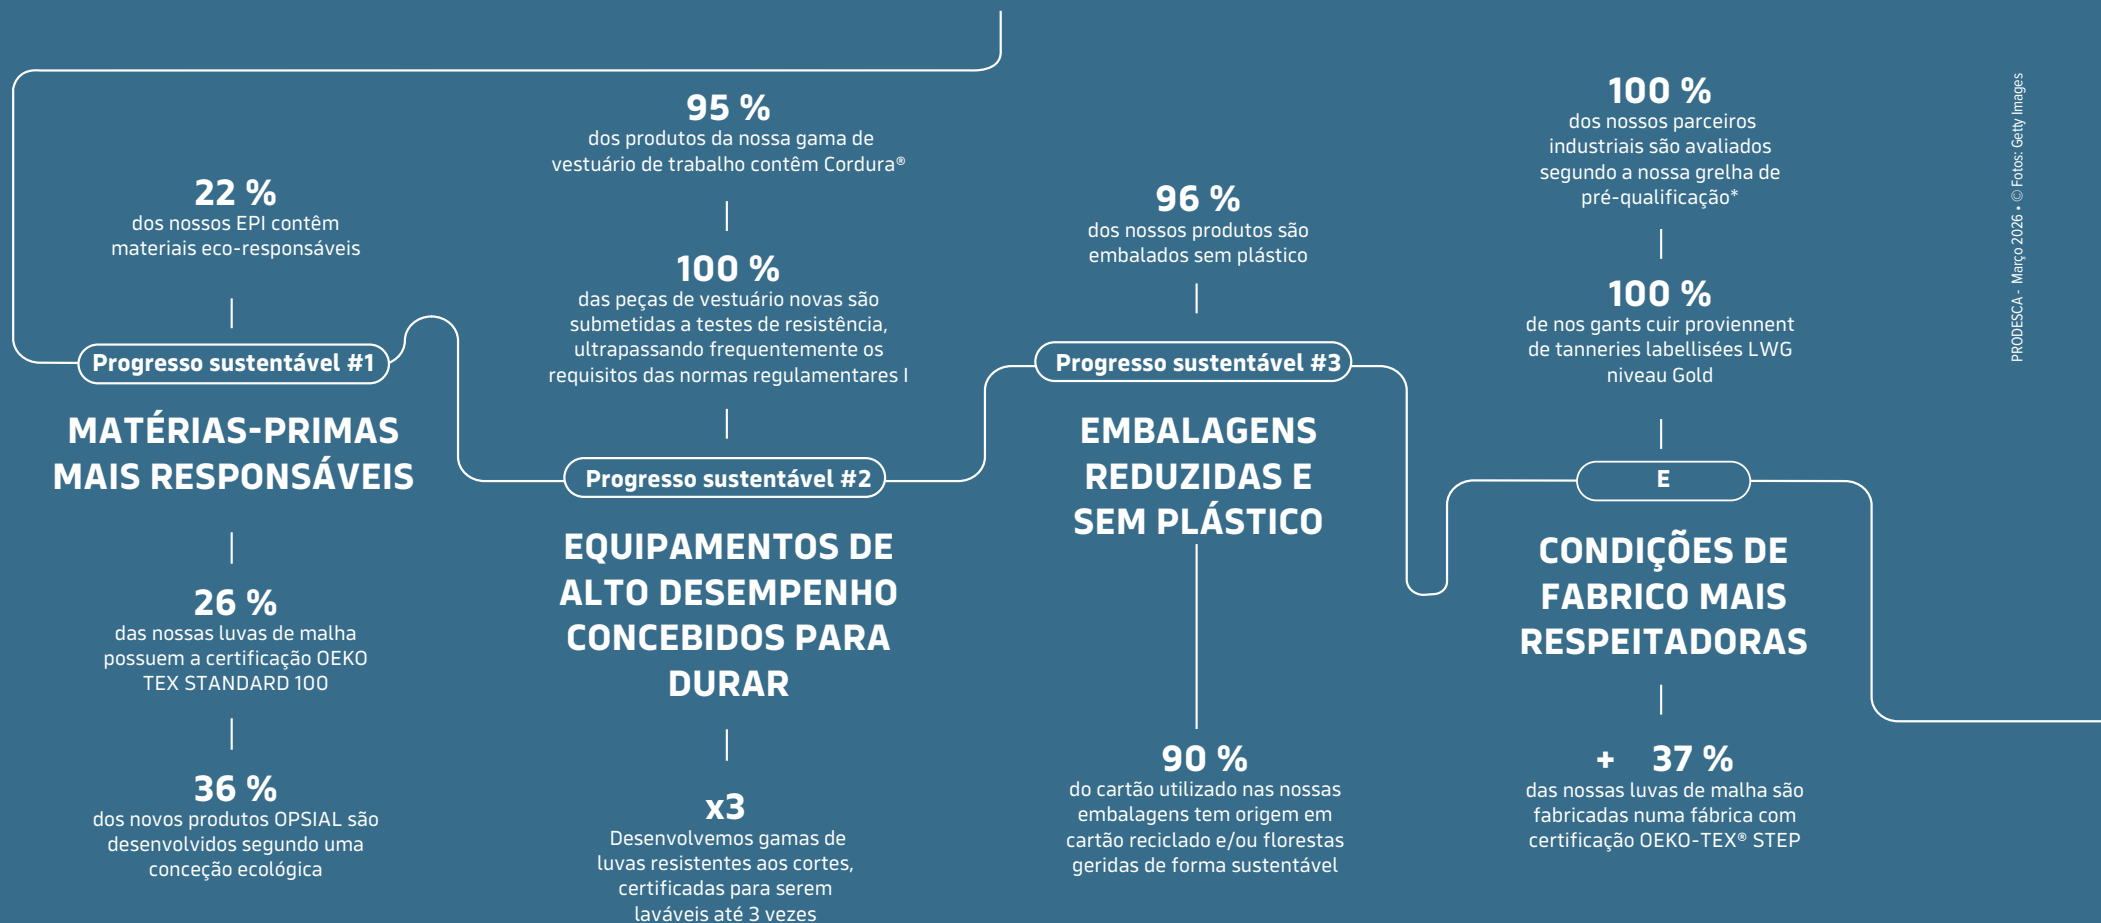 22 %
dos nossos EPI contêm
materiais eco-responsáveis
Progresso sustentável #1
MATÉRIAS-PRIMAS
MAIS RESPONSÁVEIS
26 %
das nossas luvas de malha
possuem a certificação OEKO
TEX STANDARD 100
36 %
dos novos produtos OPSIAL são
desenvolvidos segundo uma
conceção ecológica
95 %
dos produtos da nossa gama de
vestuário de trabalho contêm Cordura®
100 %
das peças de vestuário novas são
submetidas a testes de resistência,
ultrapassando frequentemente os
requisitos das normas regulamentares I
Progresso sustentável #2
EQUIPAMENTOS DE
ALTO DESEMPENHO
CONCEBIDOS PARA
DURAR
x3
Desenvolvemos gamas de
luvas resistentes aos cortes,
certificadas para serem
laváveis até 3 vezes
96 %
dos nossos produtos são
embalados sem plástico
Progresso sustentável #3
EMBALAGENS
REDUZIDAS E
SEM PLÁSTICO
90 %
do cartão utilizado nas nossas
embalagens tem origem em
cartão reciclado e/ou florestas
geridas de forma sustentável
100 %
dos nossos parceiros
industriais são avaliados
segundo a nossa grelha de
pré-qualificação*
100 %
de nos gants cuir proviennent
de tanneries labellisées LWG
niveau Gold
E
CONDIÇÕES DE
FABRICO MAIS
RESPEITADORAS
+ 37 %
das nossas luvas de malha são
fabricadas numa fábrica com
certificação OEKO-TEX® STEP
PRODESCA - Março 2026 • © Fotos: Getty Images